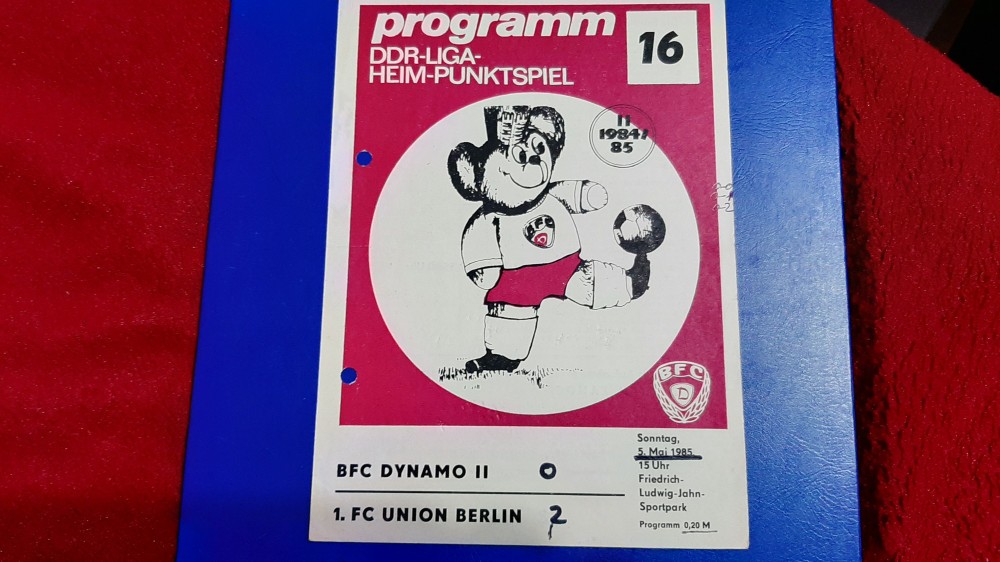 programm
DDR-LIGA-
HEIM-PUNKTSPIEL
16
II
1984/
85
BFC
D
BFC
D
Sonntag,
5. Mai 1985
15 Uhr
Friedrich-
Ludwig-Jahn-
Sportpark
Programm 0,20 M
BFC DYNAMO II 0
1. FC UNION BERLIN 2